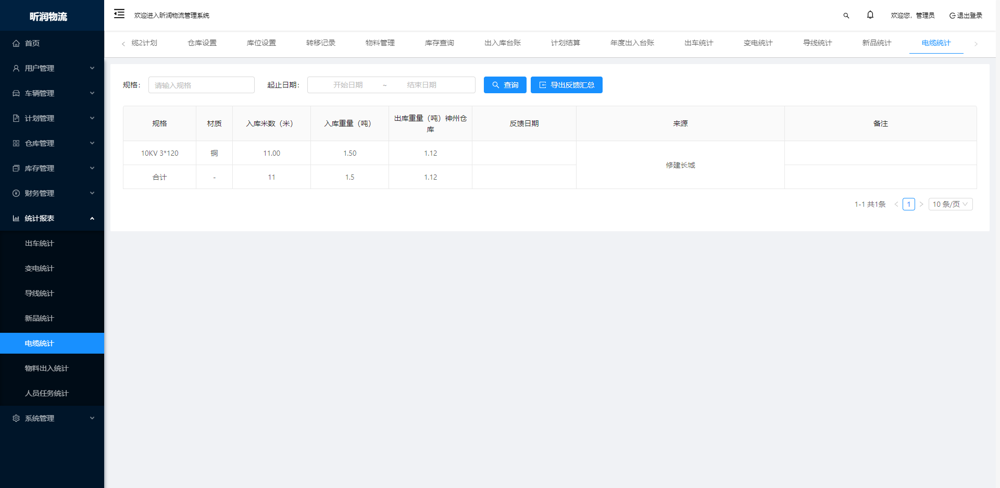 昕润物流
欢迎进入昕润物流管理系统
欢迎您，管理员
退出登录
首页
用户管理
车辆管理
计划管理
仓库管理
库存管理
财务管理
统计报表
出车统计
变电统计
导线统计
新品统计
电缆统计
物料出入统计
人员任务统计
系统管理
缆2计划 仓库设置 库位设置 转移记录 物料管理 库存查询 出入库台账 计划结算 年度出入台账 出车统计 变电统计 导线统计 新品统计 电缆统计
规格： 请输入规格 起止日期： 开始日期 ~ 结束日期 查询 导出反馈汇总
规格 材质 入库米数（米） 入库重量（吨） 出库重量（吨）神州仓库 反馈日期 来源 备注
10KV 3*120 铜 11.00 1.50 1.12
修建长城
合计 - 11 1.5 1.12
1-1 共1条 < 1 > 10 条/页